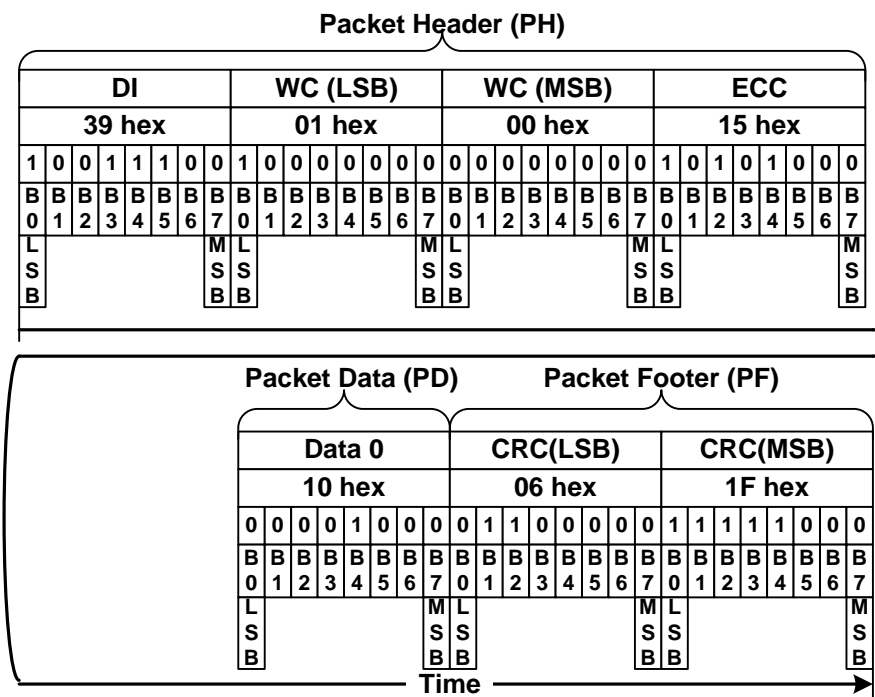 Packet Header (PH)
DI WC (LSB) WC (MSB) ECC
39 hex 01 hex 00 hex 15 hex
1 0 0 1 1 1 0 0 1 0 0 0 0 0 0 0 0 0 0 0 0 0 0 0 1 0 1 0 1 0 0 0
B0 B1 B2 B3 B4 B5 B6 B7 B0 B1 B2 B3 B4 B5 B6 B7 B0 B1 B2 B3 B4 B5 B6 B7 B0 B1 B2 B3 B4 B5 B6 B7
LSB MSB LSB MSB LSB MSB LSB MSB
Packet Data (PD) Packet Footer (PF)
Data 0 CRC(LSB) CRC(MSB)
10 hex 06 hex 1F hex
0 0 0 0 1 0 0 0 0 1 1 0 0 0 0 0 1 1 1 1 1 0 0 0
B0 B1 B2 B3 B4 B5 B6 B7 B0 B1 B2 B3 B4 B5 B6 B7 B0 B1 B2 B3 B4 B5 B6 B7
LSB MSB LSB MSB LSB MSB
Time